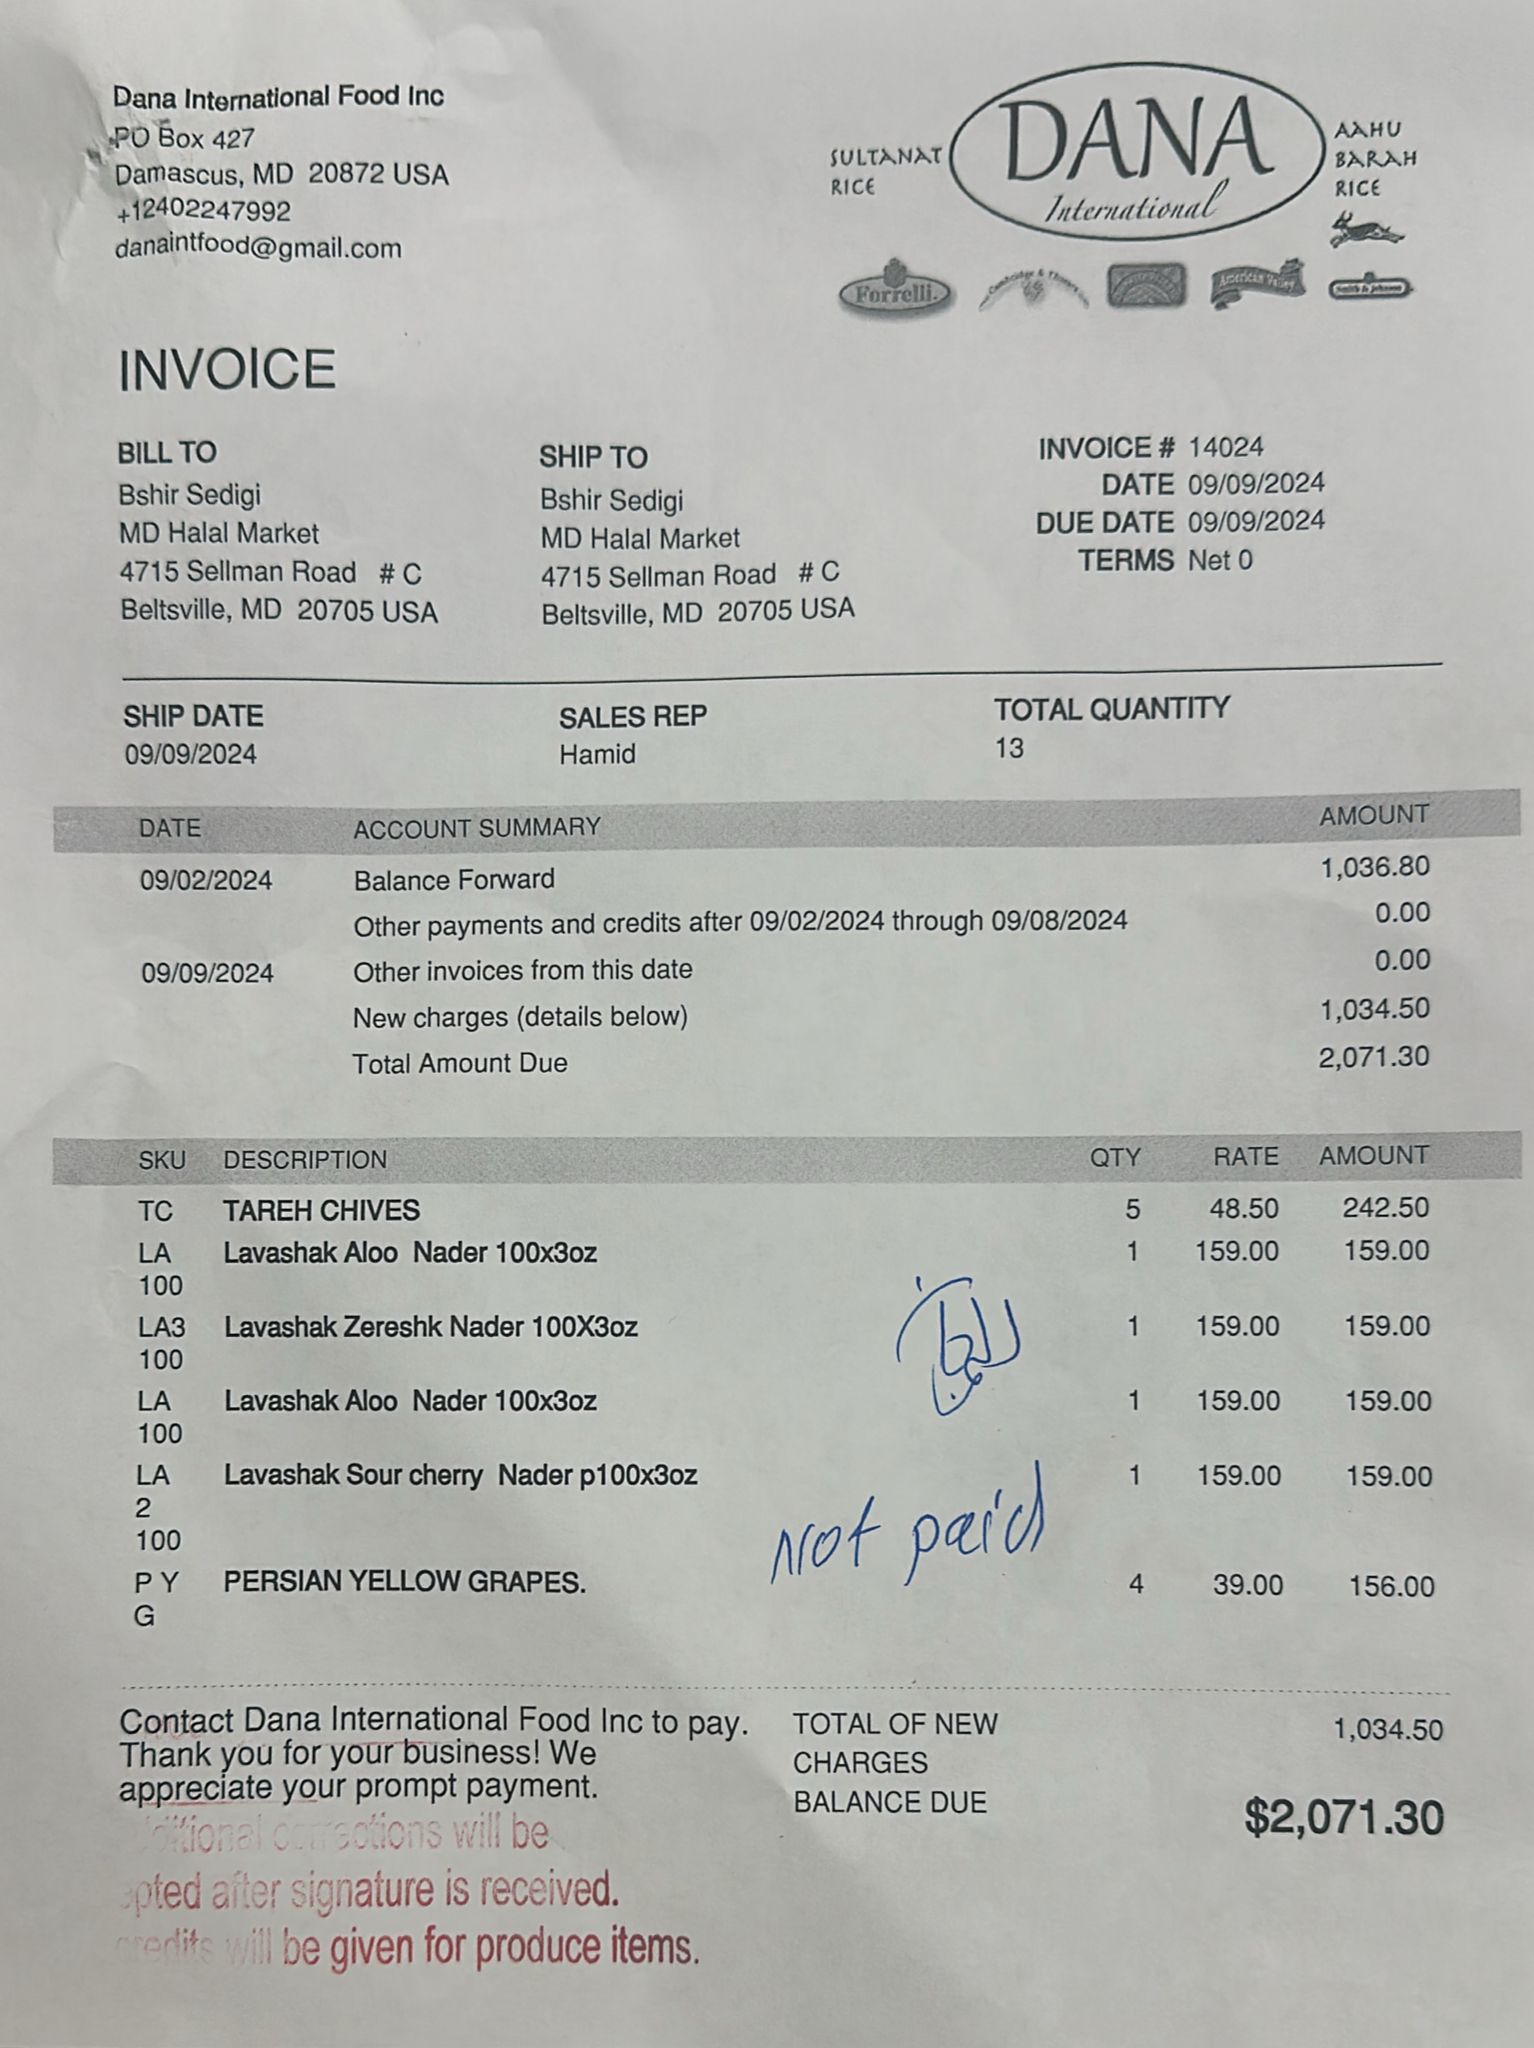 Dana International Food Inc
PO Box 427
Damascus, MD 20872 USA
+12402247992
danaintfood@gmail.com
SULTANAT
RICE
DANA
International
AAHU
BARAH
RICE
Forrelli.
American Valley
INVOICE
BILL TO
Bshir Sedigi
MD Halal Market
4715 Sellman Road # C
Beltsville, MD 20705 USA
SHIP TO
Bshir Sedigi
MD Halal Market
4715 Sellman Road # C
Beltsville, MD 20705 USA
INVOICE # 14024
DATE 09/09/2024
DUE DATE 09/09/2024
TERMS Net 0
SHIP DATE
09/09/2024
SALES REP
Hamid
TOTAL QUANTITY
13
DATE ACCOUNT SUMMARY AMOUNT
09/02/2024 Balance Forward 1,036.80
Other payments and credits after 09/02/2024 through 09/08/2024 0.00
09/09/2024 Other invoices from this date 0.00
New charges (details below) 1,034.50
Total Amount Due 2,071.30
SKU DESCRIPTION QTY RATE AMOUNT
TC TAREH CHIVES 5 48.50 242.50
LA Lavashak Aloo Nader 100x3oz 1 159.00 159.00
100
LA3 Lavashak Zereshk Nader 100X3oz 1 159.00 159.00
100
LA Lavashak Aloo Nader 100x3oz 1 159.00 159.00
100
LA Lavashak Sour cherry Nader p100x3oz 1 159.00 159.00
2
100
Not paid
P Y PERSIAN YELLOW GRAPES. 4 39.00 156.00
G
Contact Dana International Food Inc to pay.
Thank you for your business! We
appreciate your prompt payment.
TOTAL OF NEW 1,034.50
CHARGES
BALANCE DUE $2,071.30
will be
after signature is received.
will be given for produce items.